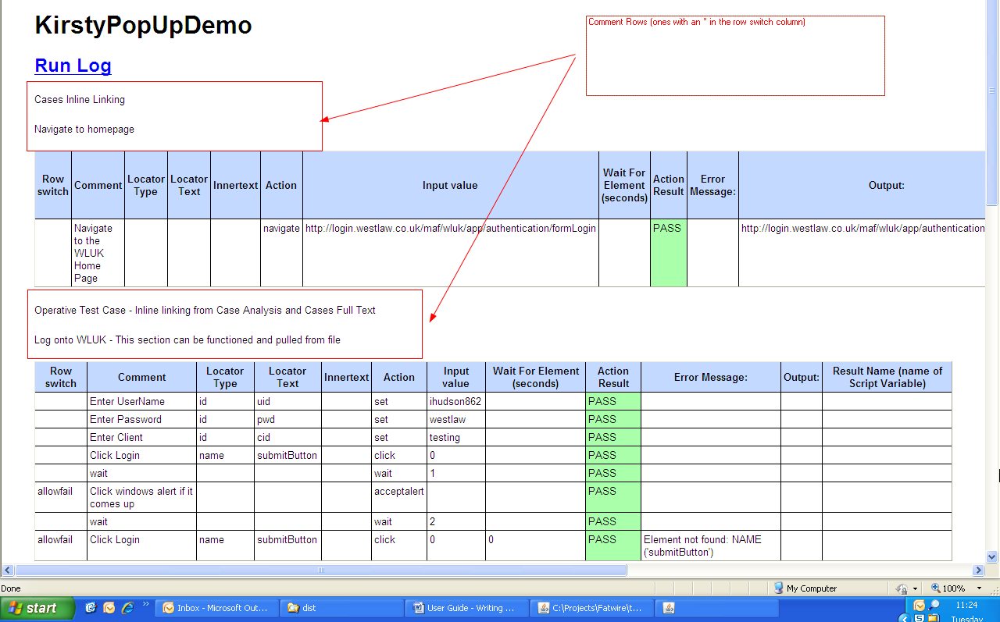 KirstyPopUpDemo
Comment Rows (ones with an * in the row switch column)
Run Log
Cases Inline Linking
Navigate to homepage
Row switch Comment Locator Type Locator Text Innertext Action Input value Wait For Element (seconds) Action Result Error Message: Output:
Navigate to the WLUK Home Page navigate http://login.westlaw.co.uk/maf/wluk/app/authentication/formLogin PASS http://login.westlaw.co.uk/maf/wluk/app/authentication
Operative Test Case - Inline linking from Case Analysis and Cases Full Text
Log onto WLUK - This section can be functioned and pulled from file
Row switch Comment Locator Type Locator Text Innertext Action Input value Wait For Element (seconds) Action Result Error Message: Output: Result Name (name of Script Variable)
Enter UserName id uid set ihudson862 PASS
Enter Password id pwd set westlaw PASS
Enter Client id cid set testing PASS
Click Login name submitButton click 0 PASS
wait wait 1 PASS
allowfail Click windows alert if it comes up acceptalert PASS
wait wait 2 PASS
allowfail Click Login name submitButton click 0 0 PASS Element not found: NAME ('submitButton')
Done My Computer 100%
start Inbox - Microsoft Out... dist User Guide - Writing ... C:\Projects\Fatwire\t... 11:24
Tuesday